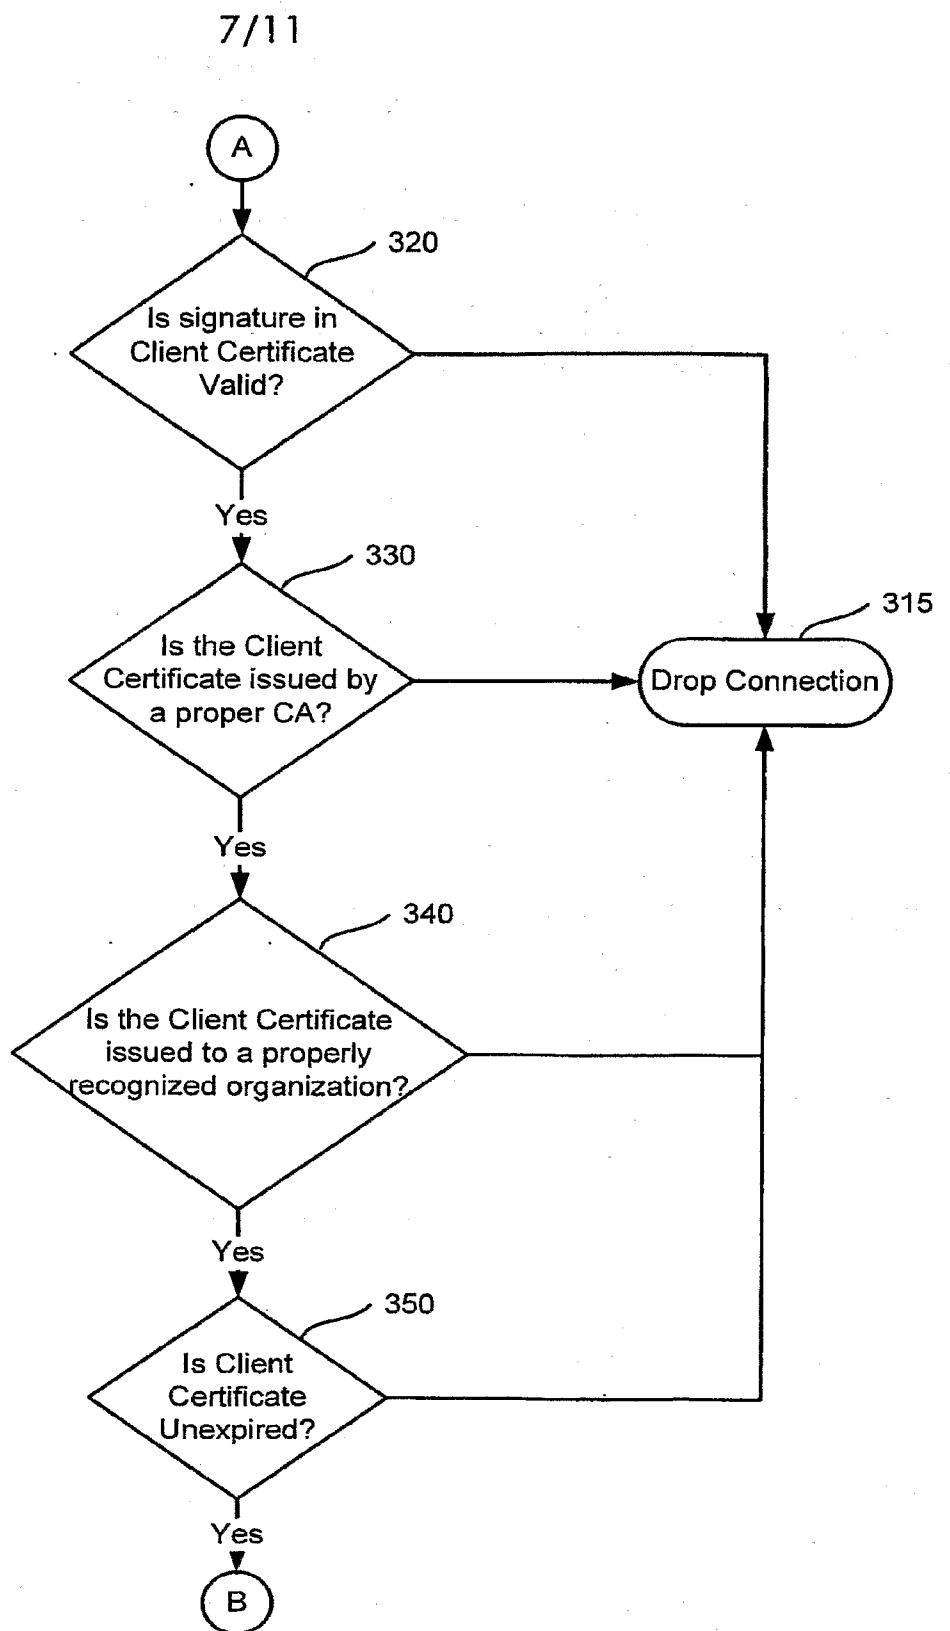 7/11
A
320
Is signature in
Client Certificate
Valid?
Yes
330
Is the Client
Certificate issued by
a proper CA?
315
Drop Connection
Yes
340
Is the Client Certificate
issued to a properly
recognized organization?
Yes
350
Is Client
Certificate
Unexpired?
Yes
B